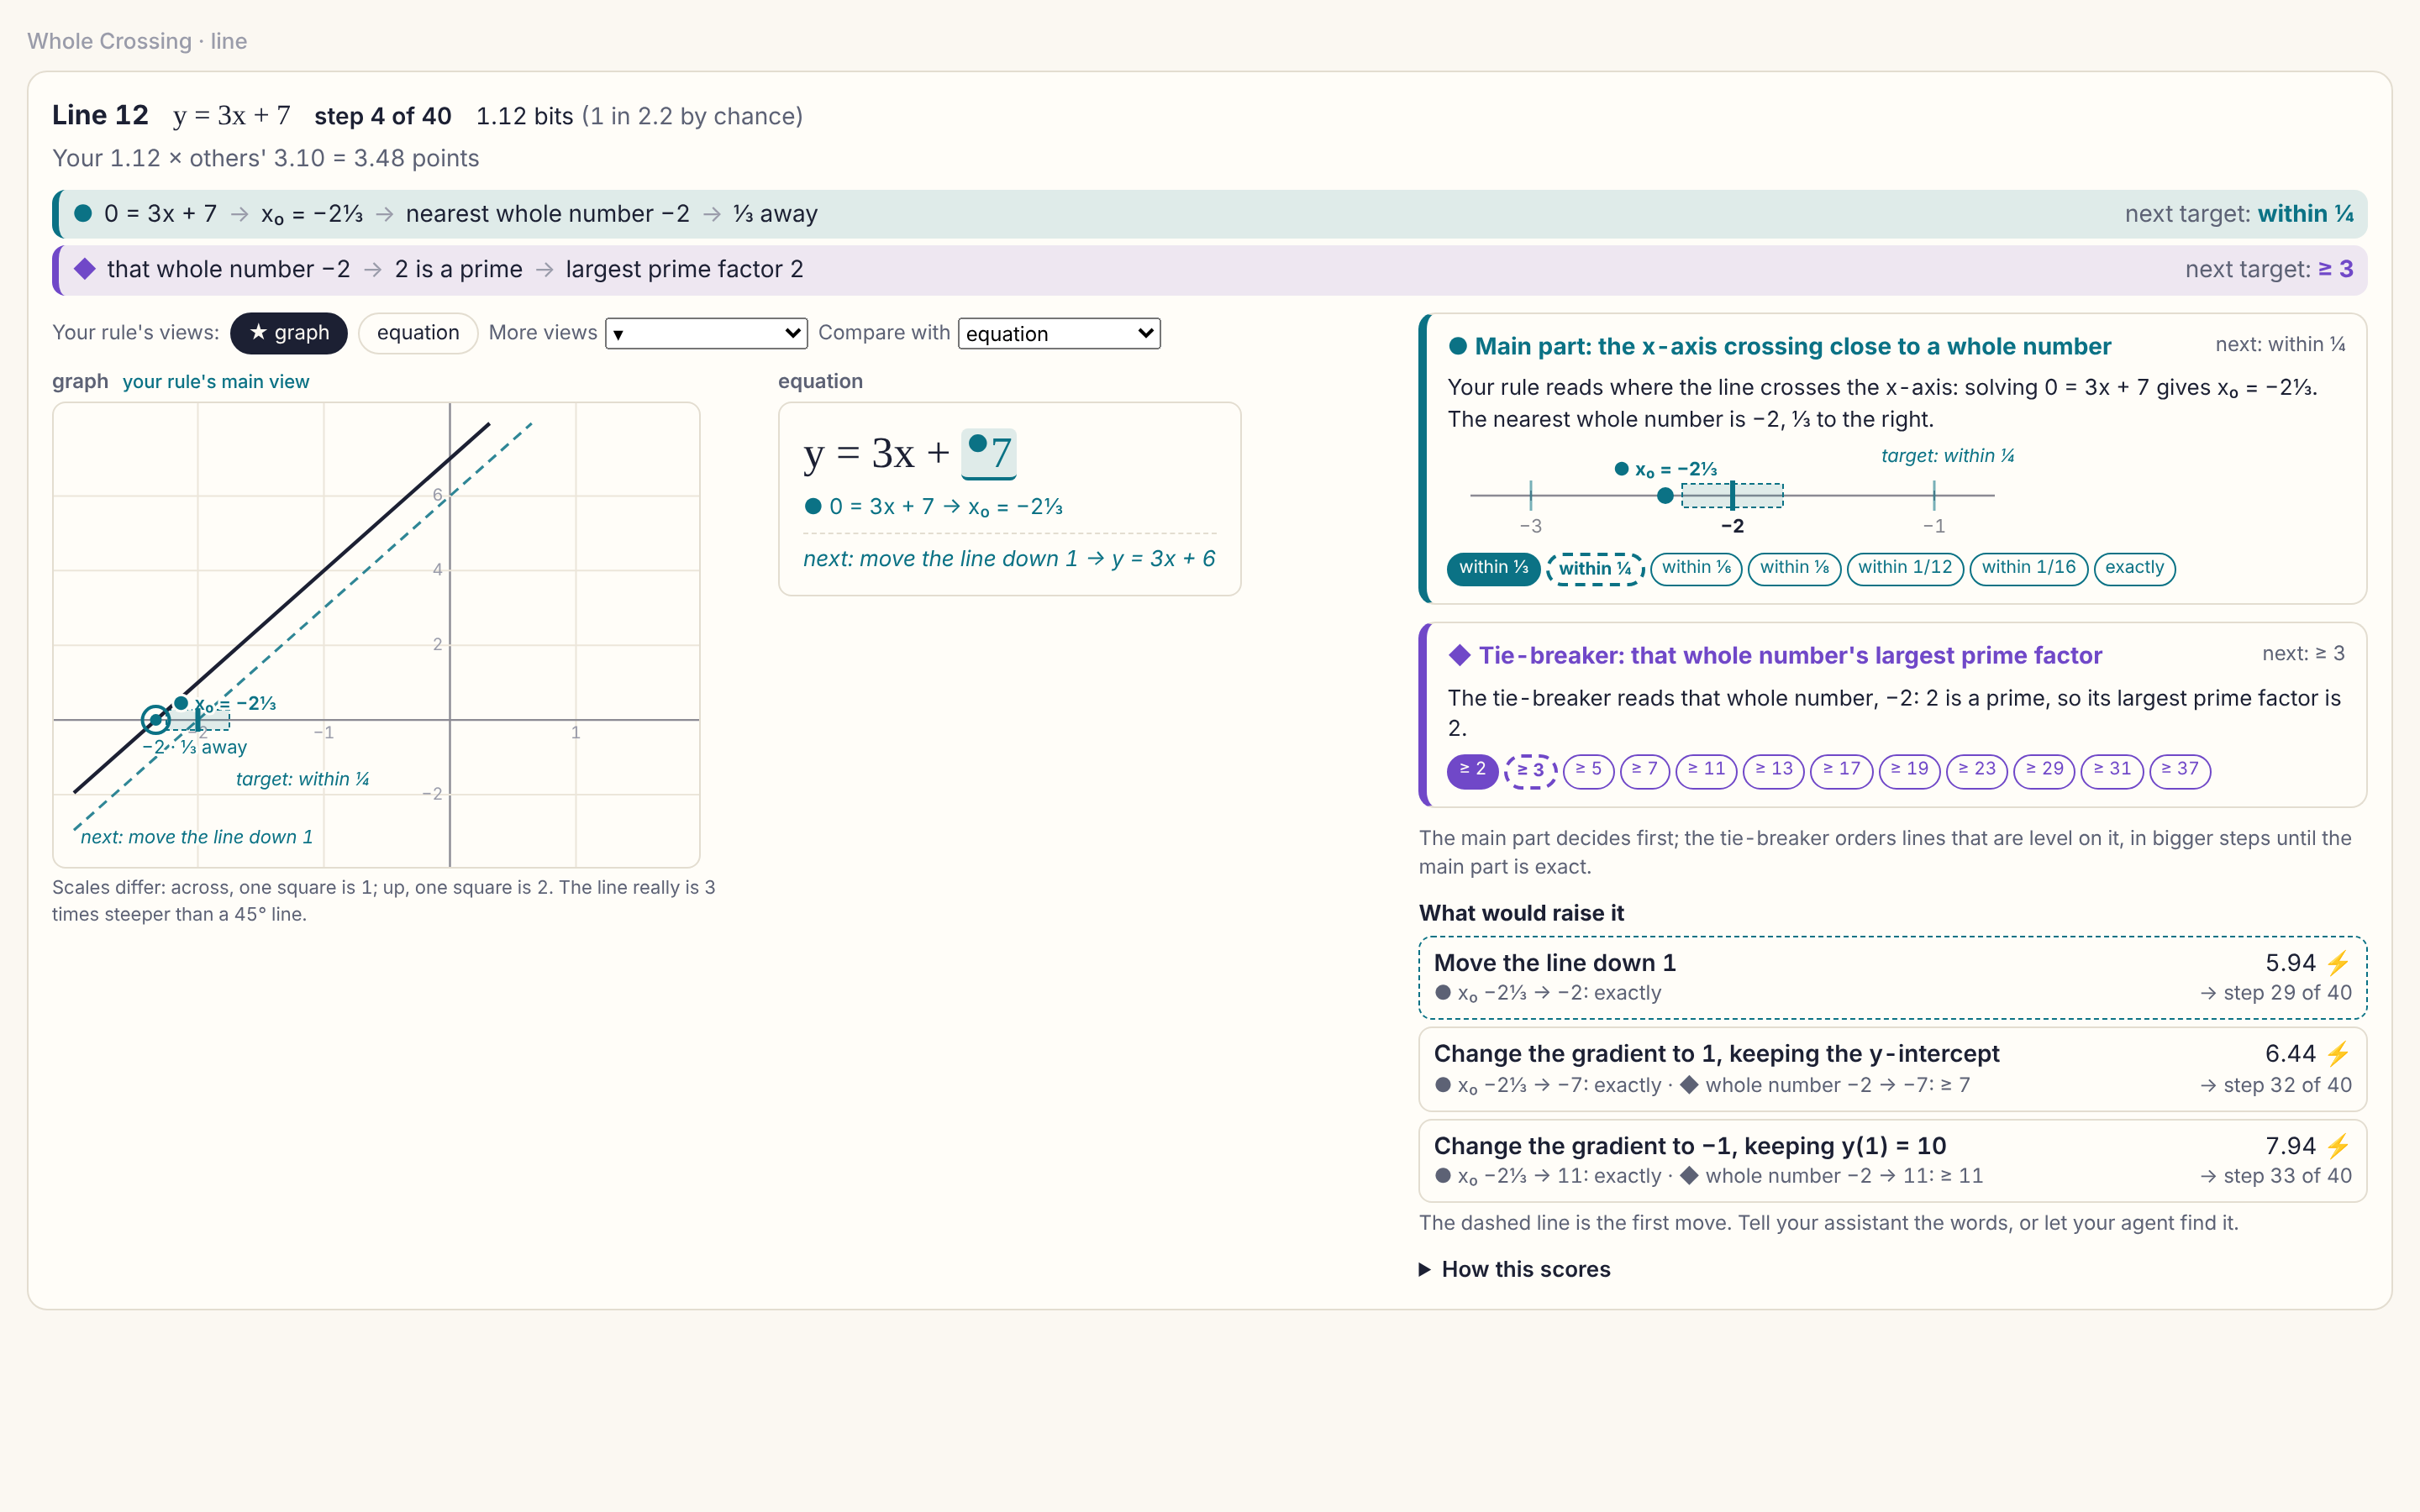 Whole Crossing · line
Line 12 y = 3x + 7 step 4 of 40 1.12 bits (1 in 2.2 by chance)
Your 1.12 × others' 3.10 = 3.48 points
0 = 3x + 7 → x₀ = −2⅓ → nearest whole number −2 → ⅓ away next target: within ¼
that whole number −2 → 2 is a prime → largest prime factor 2 next target: ≥ 3
Your rule's views: ★ graph equation More views ▾ Compare with equation
graph your rule's main view
6
4
2
x₀ = −2⅓
−2 −1 1
−2 · ⅓ away
target: within ¼
−2
next: move the line down 1
Scales differ: across, one square is 1; up, one square is 2. The line really is 3
times steeper than a 45° line.
equation
y = 3x + 7
0 = 3x + 7 → x₀ = −2⅓
next: move the line down 1 → y = 3x + 6
Main part: the x-axis crossing close to a whole number next: within ¼
Your rule reads where the line crosses the x-axis: solving 0 = 3x + 7 gives x₀ = −2⅓.
The nearest whole number is −2, ⅓ to the right.
target: within ¼
x₀ = −2⅓
−3 −2 −1
within ⅓ within ¼ within ⅙ within ⅛ within 1/12 within 1/16 exactly
Tie-breaker: that whole number's largest prime factor next: ≥ 3
The tie-breaker reads that whole number, −2: 2 is a prime, so its largest prime factor is
2.
≥ 2 ≥ 3 ≥ 5 ≥ 7 ≥ 11 ≥ 13 ≥ 17 ≥ 19 ≥ 23 ≥ 29 ≥ 31 ≥ 37
The main part decides first; the tie-breaker orders lines that are level on it, in bigger steps until the
main part is exact.
What would raise it
Move the line down 1 5.94 ⚡
x₀ −2⅓ → −2: exactly → step 29 of 40
Change the gradient to 1, keeping the y-intercept 6.44 ⚡
x₀ −2⅓ → −7: exactly · ◆ whole number −2 → −7: ≥ 7 → step 32 of 40
Change the gradient to −1, keeping y(1) = 10 7.94 ⚡
x₀ −2⅓ → 11: exactly · ◆ whole number −2 → 11: ≥ 11 → step 33 of 40
The dashed line is the first move. Tell your assistant the words, or let your agent find it.
▶ How this scores